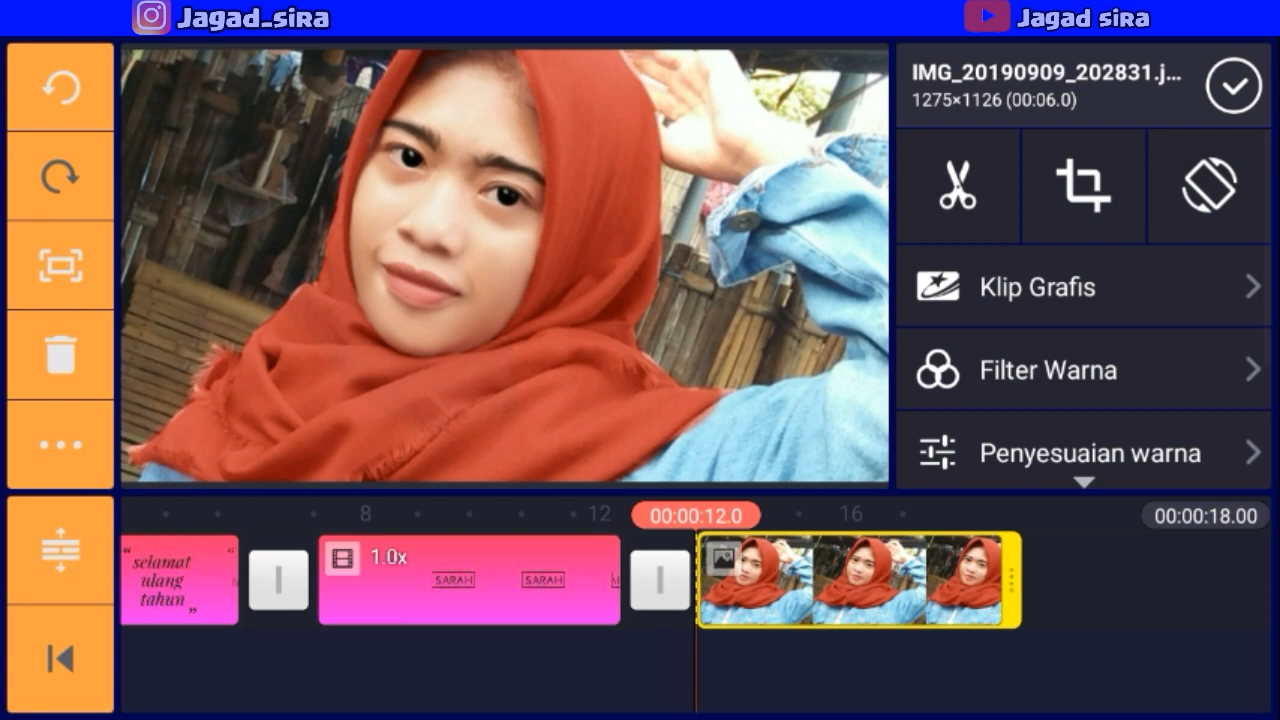 Jagad_sira
Jagad sira
IMG_20190909_202831.j...
1275×1126 (00:06.0)
Klip Grafis
Filter Warna
Penyesuaian warna
8
12
00:00:12.0
16
00:00:18.00
“selamat
ulang
tahun „
1.0x
SARAH
SARAH